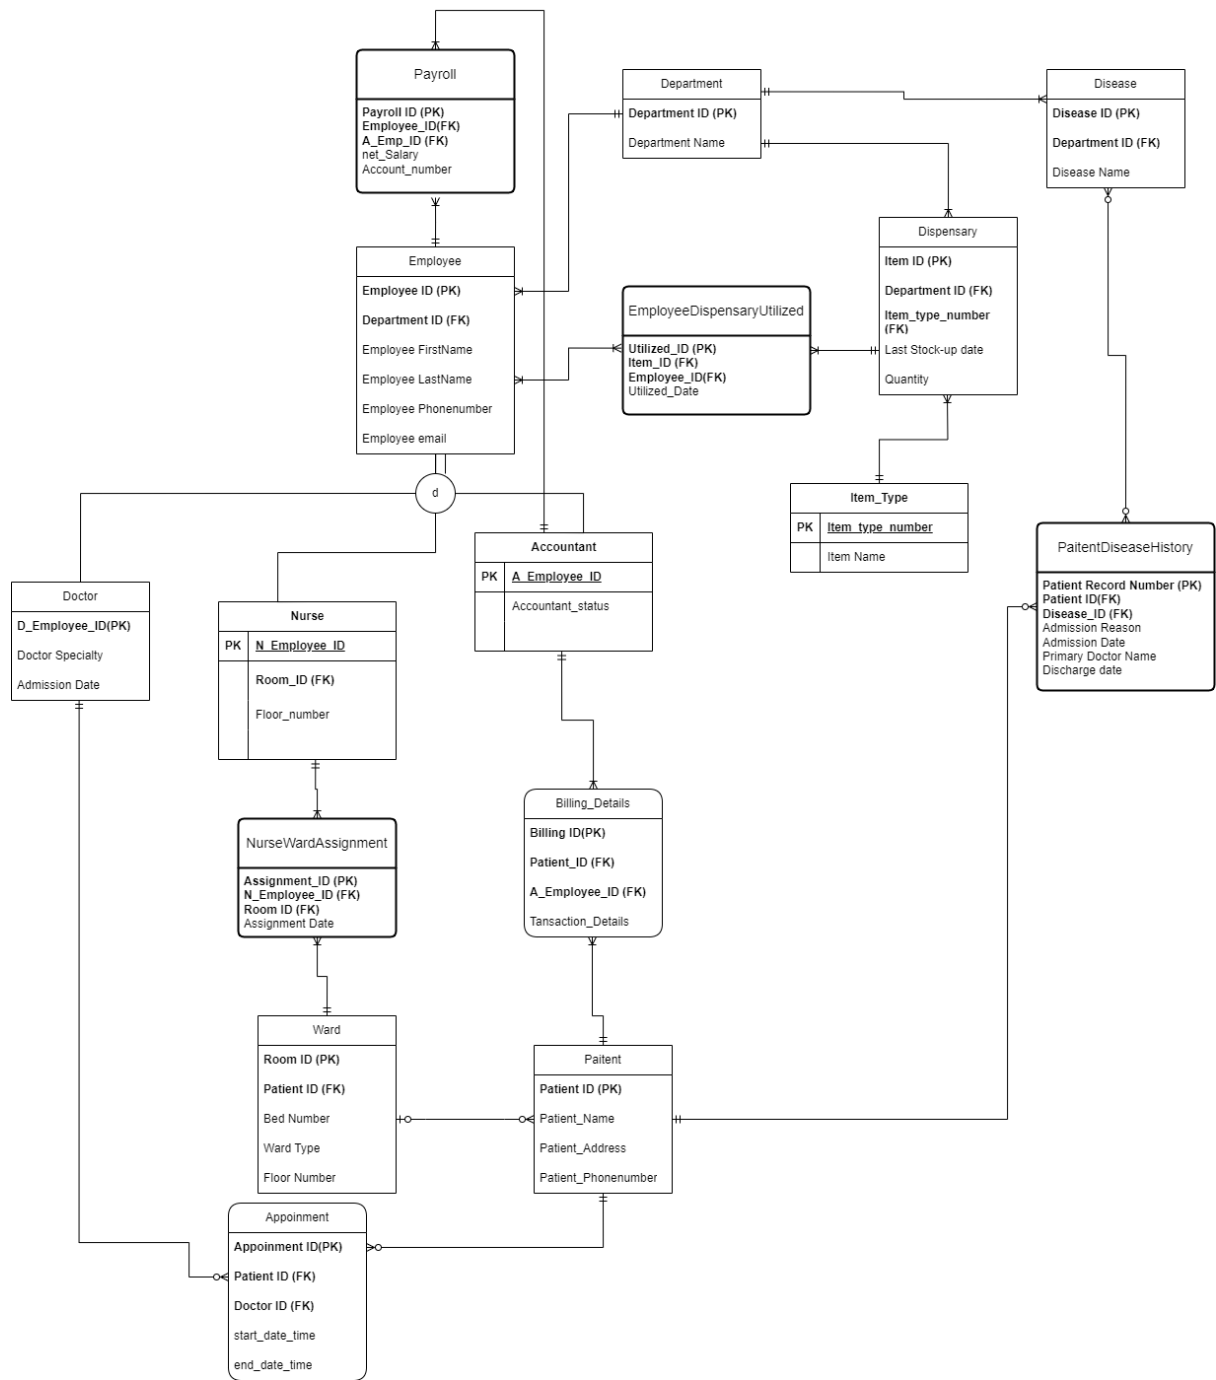 Payroll
Payroll ID (PK)
Employee_ID(FK)
A_Emp_ID (FK)
net_Salary
Account_number
Department
Department ID (PK)
Department Name
Disease
Disease ID (PK)
Department ID (FK)
Disease Name
Employee
Employee ID (PK)
Department ID (FK)
Employee FirstName
Employee LastName
Employee Phonenumber
Employee email
EmployeeDispensaryUtilized
Utilized_ID (PK)
Item_ID (FK)
Employee_ID(FK)
Utilized_Date
Dispensary
Item ID (PK)
Department ID (FK)
Item_type_number
(FK)
Last Stock-up date
Quantity
d
Item_Type
PK Item_type_number
Item Name
Accountant
PK A_Employee_ID
Accountant_status
PaitentDiseaseHistory
Patient Record Number (PK)
Patient ID(FK)
Disease_ID (FK)
Admission Reason
Admission Date
Primary Doctor Name
Discharge date
Doctor
D_Employee_ID(PK)
Doctor Specialty
Admission Date
Nurse
PK N_Employee_ID
Room_ID (FK)
Floor_number
NurseWardAssignment
Assignment_ID (PK)
N_Employee_ID (FK)
Room ID (FK)
Assignment Date
Billing_Details
Billing ID(PK)
Patient_ID (FK)
A_Employee_ID (FK)
Tansaction_Details
Ward
Room ID (PK)
Patient ID (FK)
Bed Number
Ward Type
Floor Number
Paitent
Patient ID (PK)
Patient_Name
Patient_Address
Patient_Phonenumber
Appoinment
Appoinment ID(PK)
Patient ID (FK)
Doctor ID (FK)
start_date_time
end_date_time